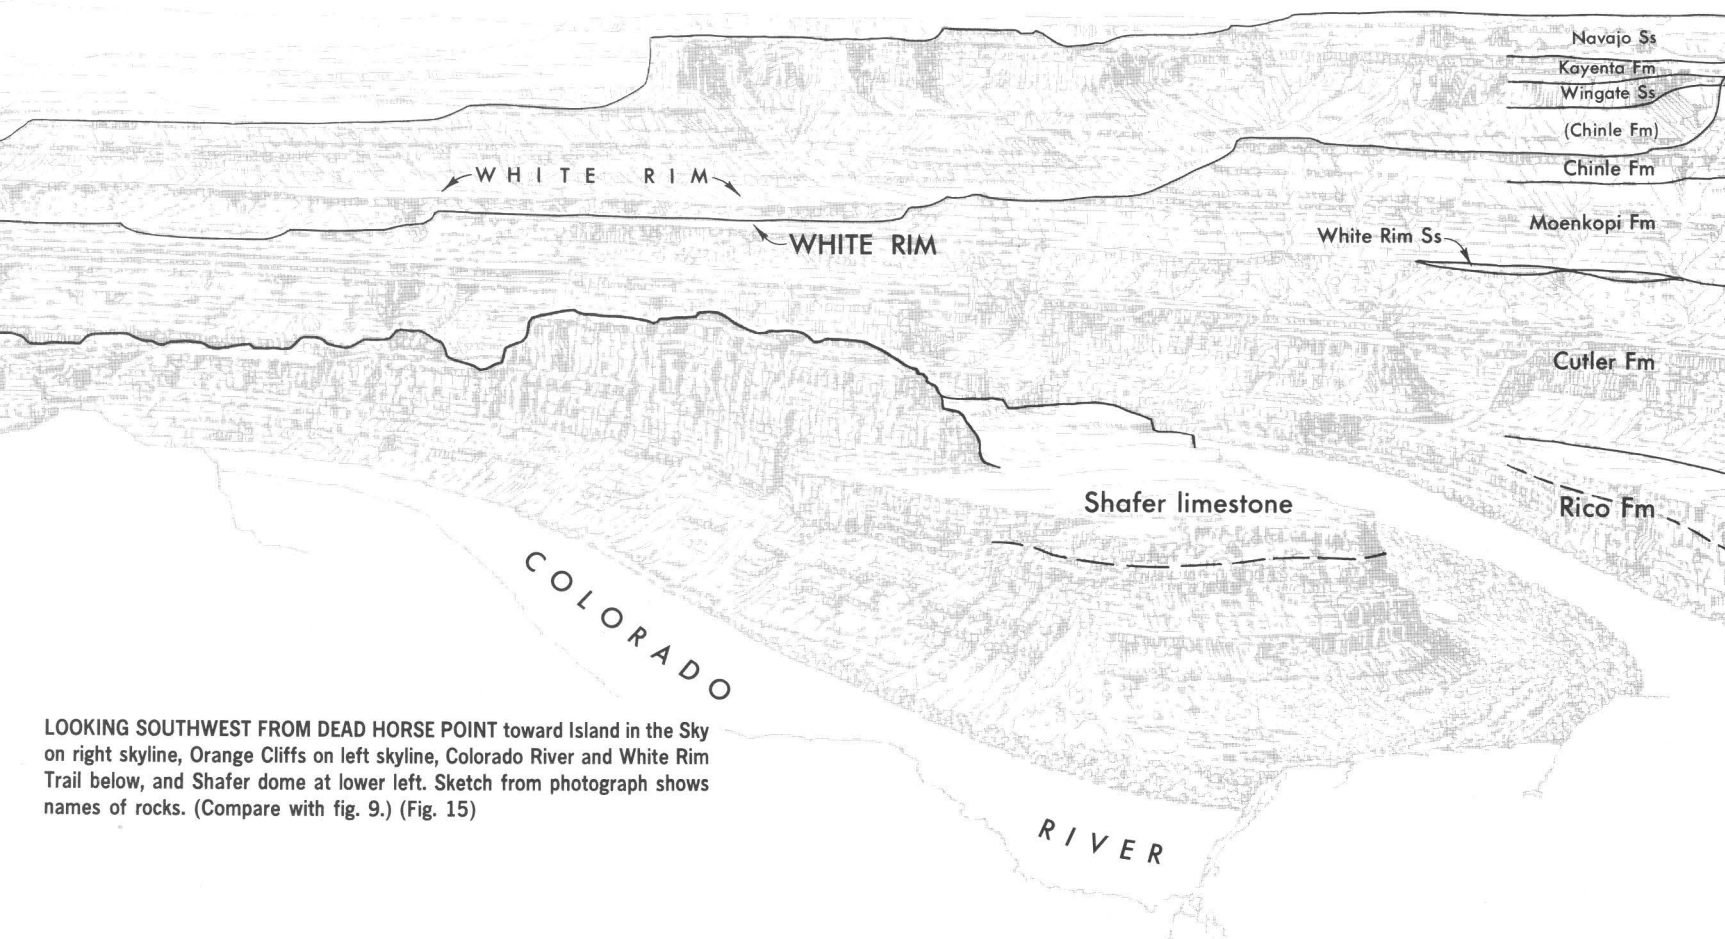 Navajo Ss
Kayenta Fm
Wingate Ss
(Chinle Fm)
Chinle Fm
WHITE RIM
Moenkopi Fm
White Rim Ss
WHITE RIM
Cutler Fm
Shafer limestone
Rico Fm
COLORADO
RIVER
LOOKING SOUTHWEST FROM DEAD HORSE POINT toward Island in the Sky
on right skyline, Orange Cliffs on left skyline, Colorado River and White Rim
Trail below, and Shafer dome at lower left. Sketch from photograph shows
names of rocks. (Compare with fig. 9.) (Fig. 15)